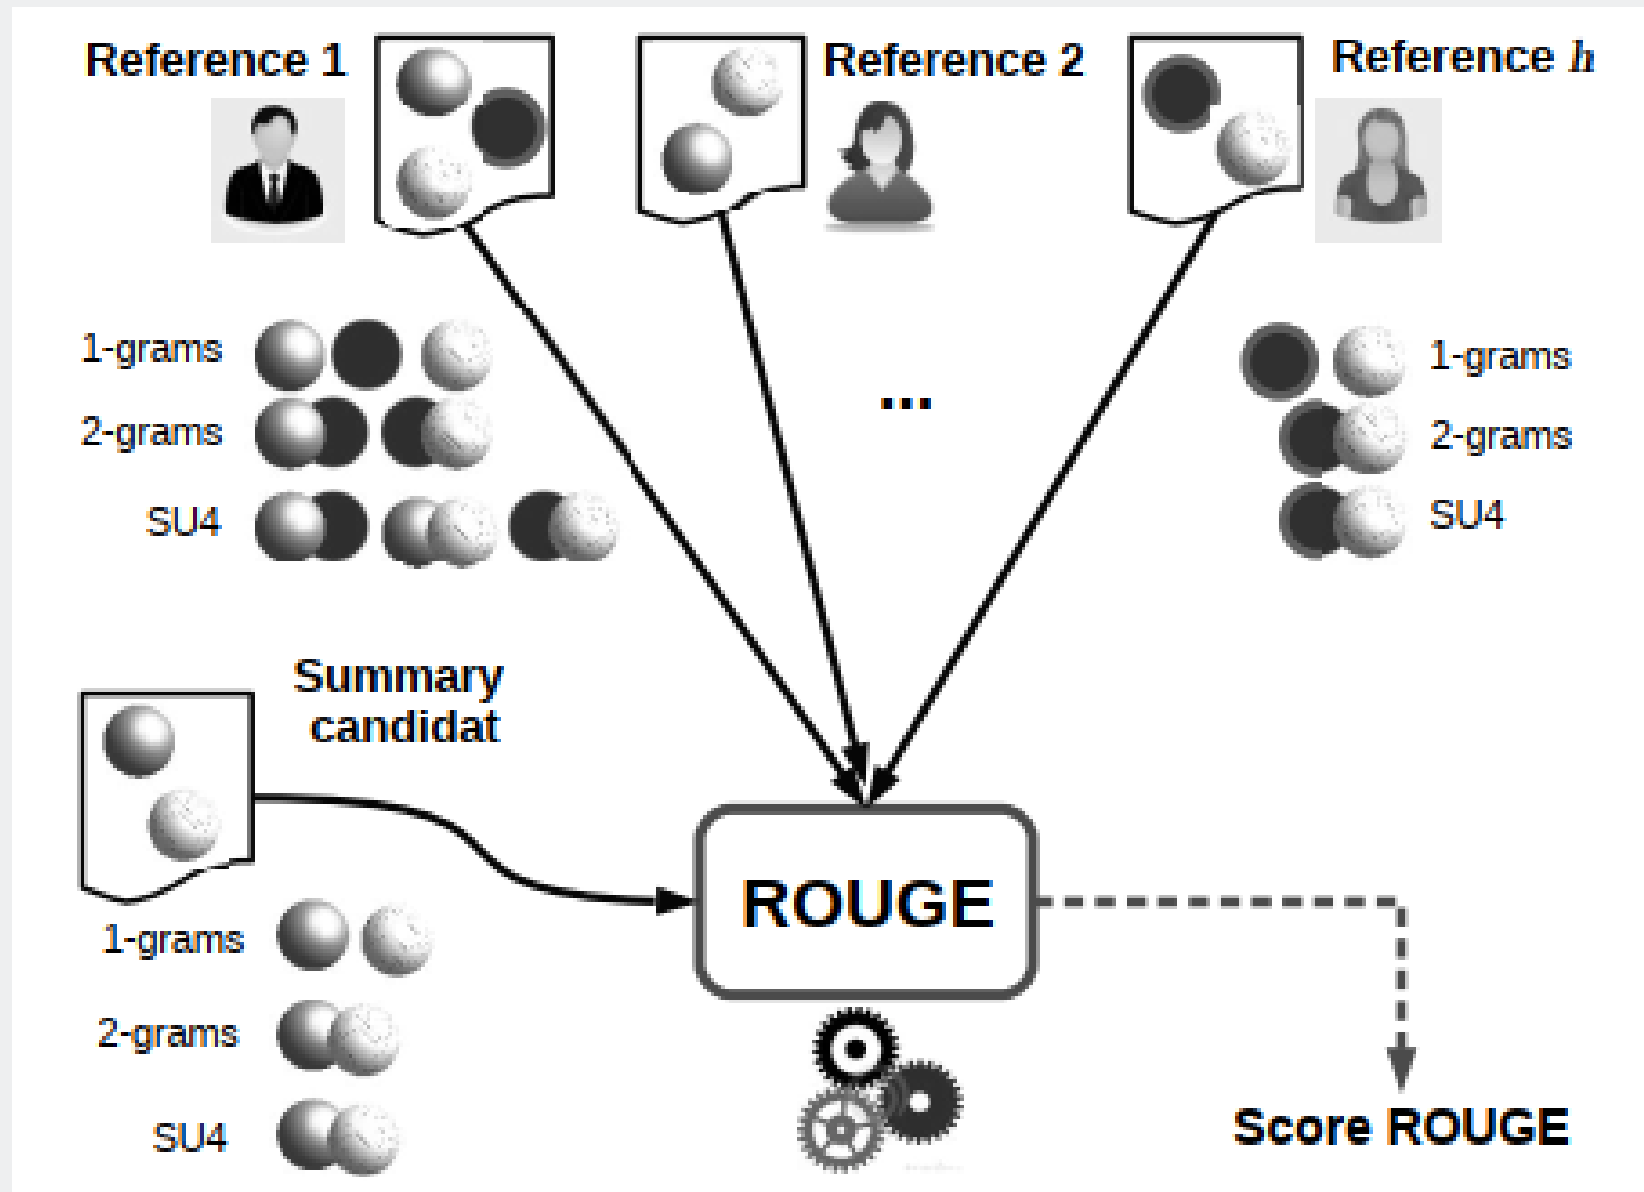 Reference 1
Reference 2
Reference h
1-grams
2-grams
SU4
...
1-grams
2-grams
SU4
Summary
candidat
1-grams
2-grams
SU4
ROUGE
Score ROUGE